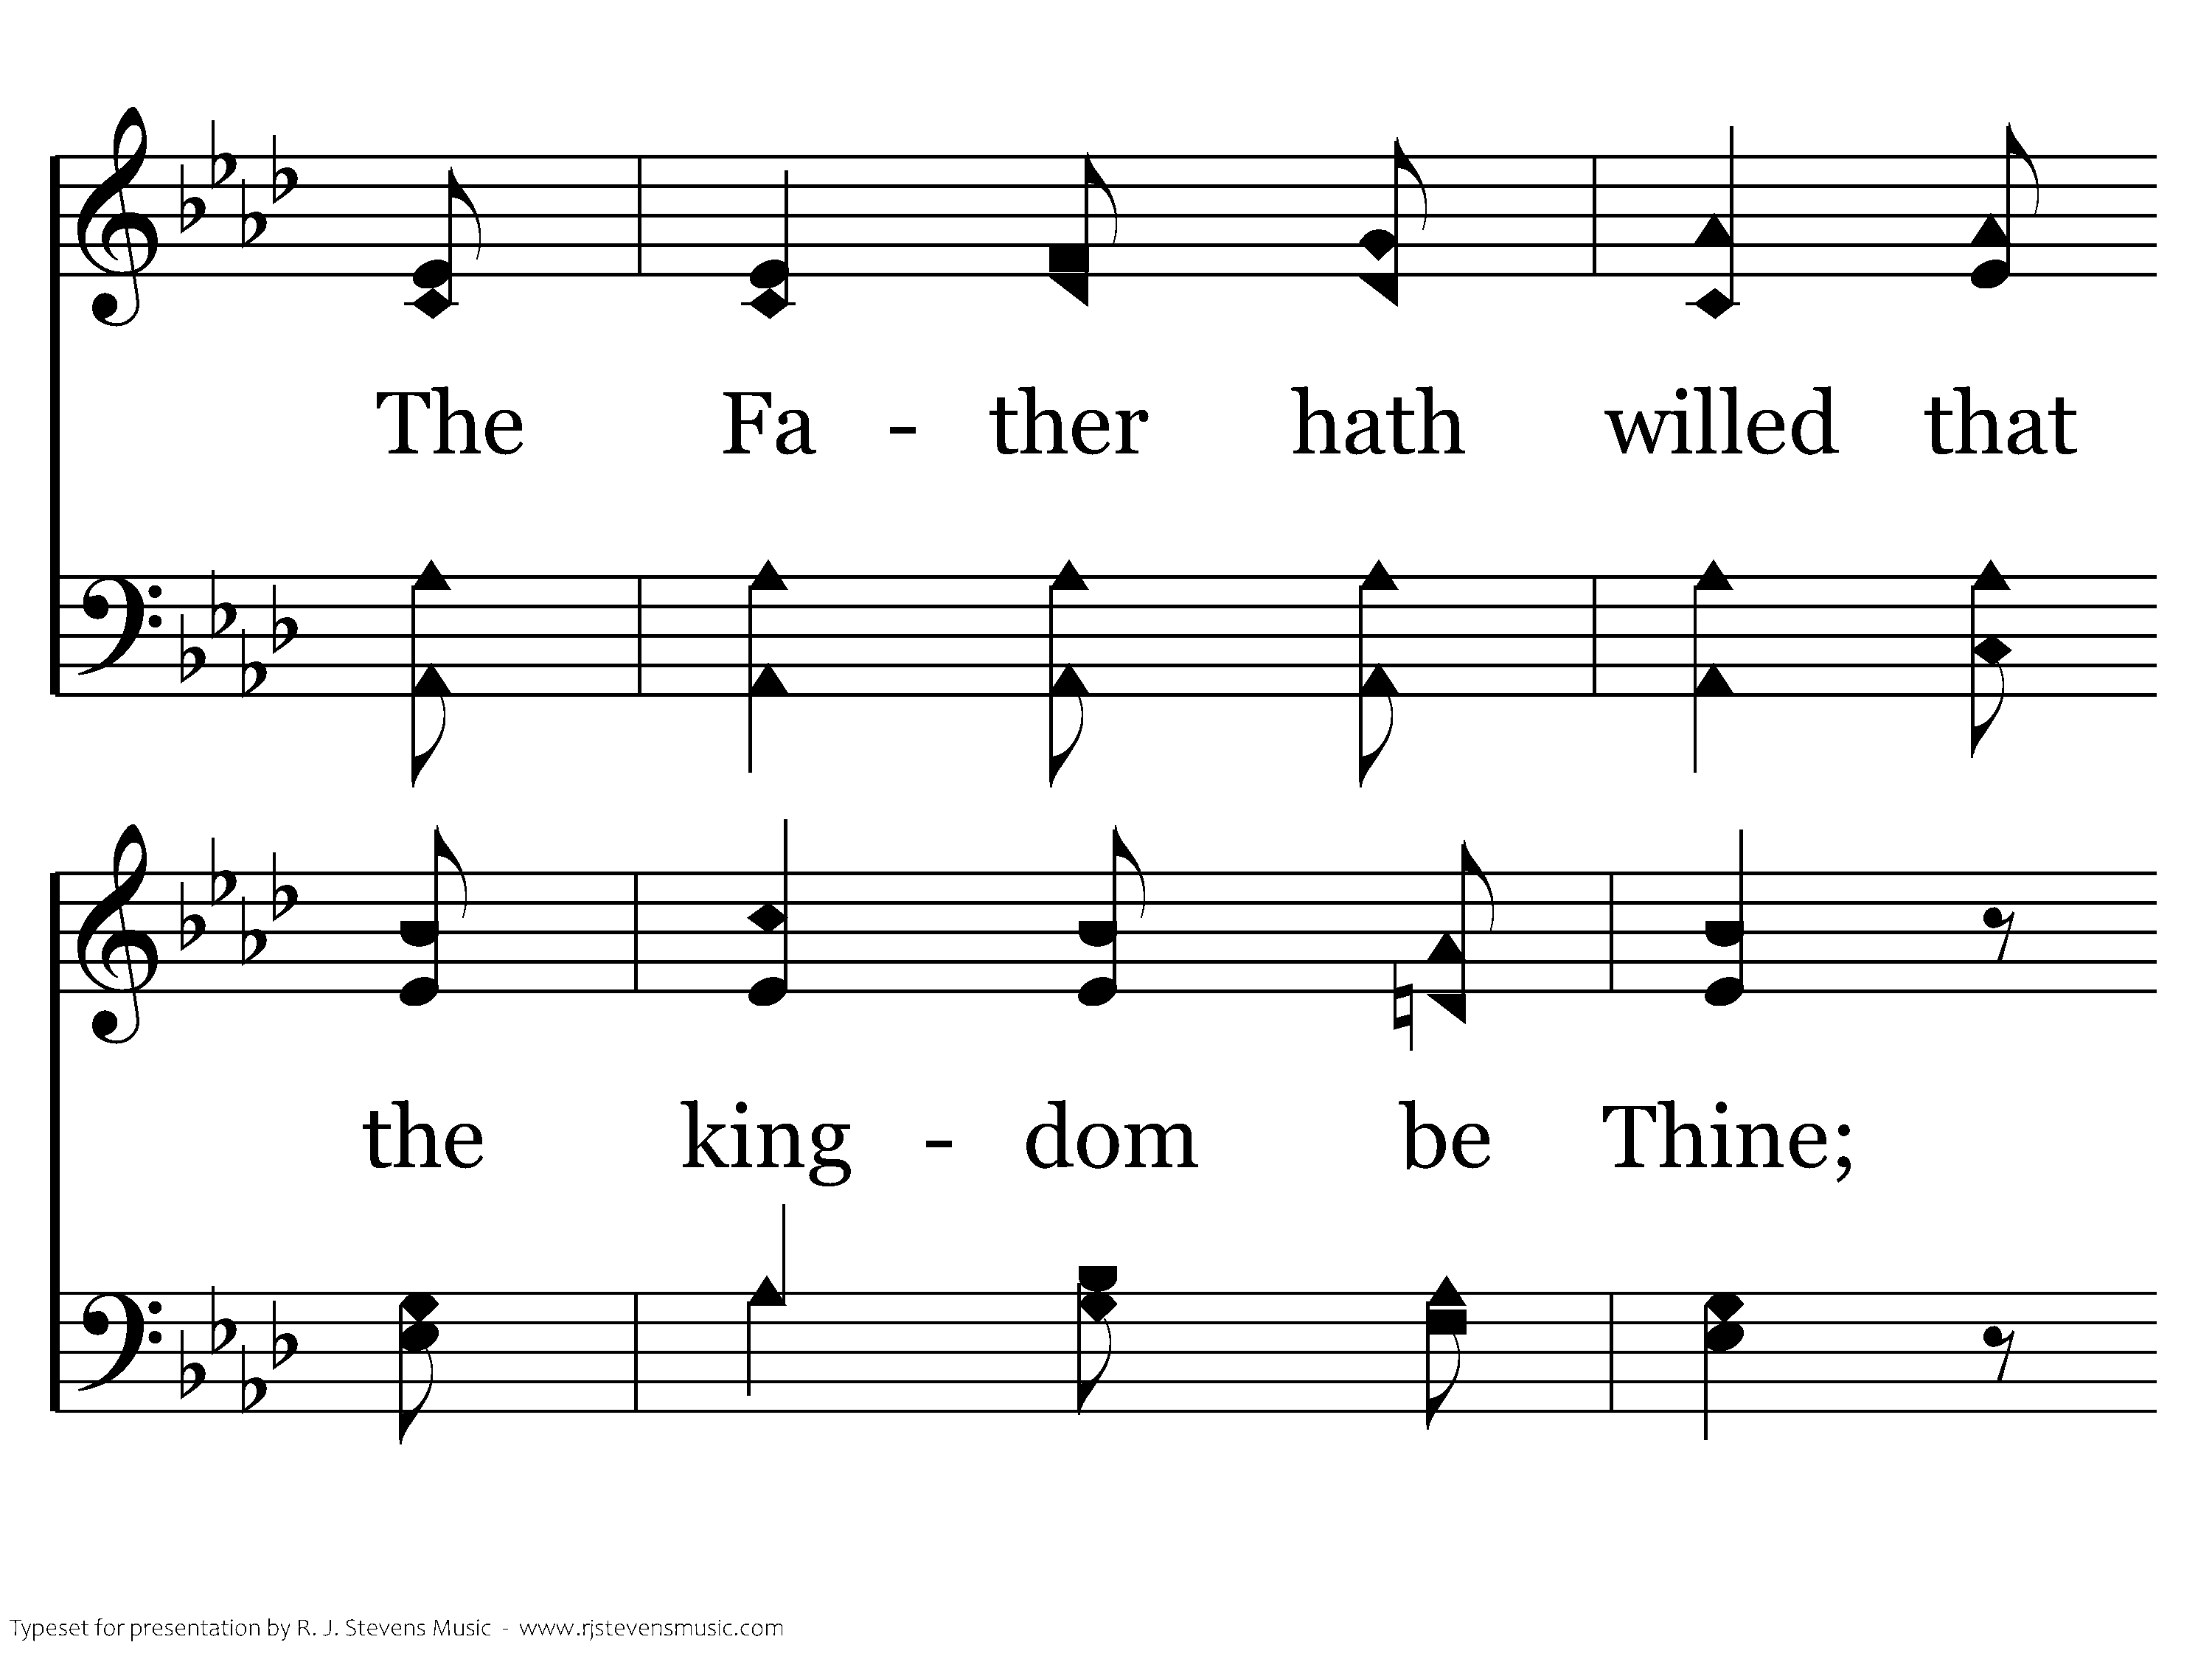 The Fa - ther hath willed that
the king - dom be Thine;
Typeset for presentation by R. J. Stevens Music - www.rjstevensmusic.com